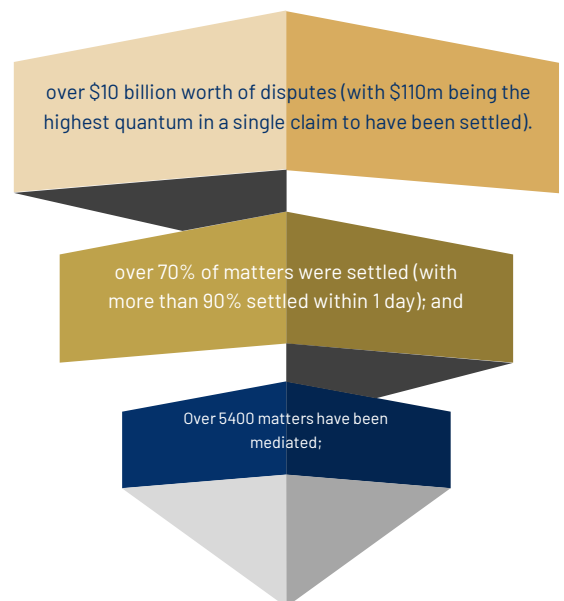 over $10 billion worth of disputes (with $110m being the
highest quantum in a single claim to have been settled).
over 70% of matters were settled (with
more than 90% settled within 1 day); and
Over 5400 matters have been
mediated;